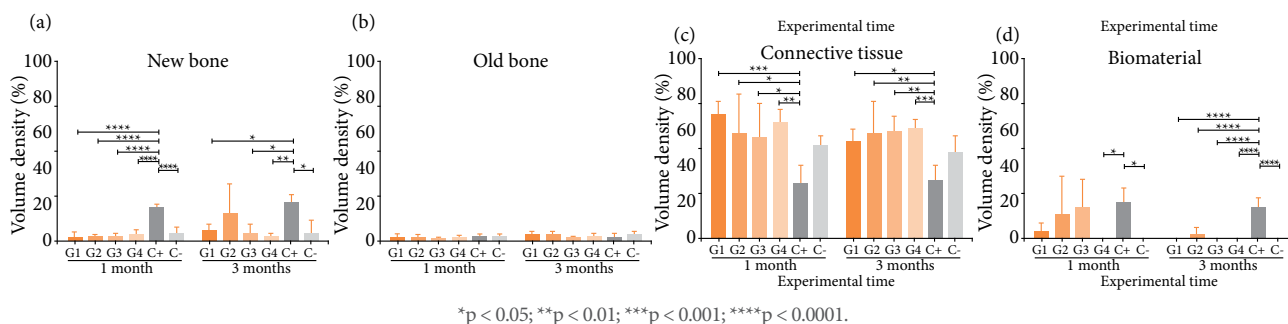 Experimental time Experimental time
(a) (b) (c) (d)
New bone Old bone Connective tissue Biomaterial
Volume density (%) Volume density (%) Volume density (%) Volume density (%)
100 100 100 100
80 80 80 80
60 60 60 60
40 40 40 40
20 20 20 20
0 0 0 0
**** **** **** **** **** * * ** *
*** * * ** * ** ** ***
* * **** **** **** **** ****
G1 G2 G3 G4 C+ C- G1 G2 G3 G4 C+ C- G1 G2 G3 G4 C+ C- G1 G2 G3 G4 C+ C- G1 G2 G3 G4 C+ C- G1 G2 G3 G4 C+ C- G1 G2 G3 G4 C+ C- G1 G2 G3 G4 C+ C-
1 month 3 months 1 month 3 months 1 month 3 months 1 month 3 months
Experimental time Experimental time
*p < 0.05; **p < 0.01; ***p < 0.001; ****p < 0.0001.